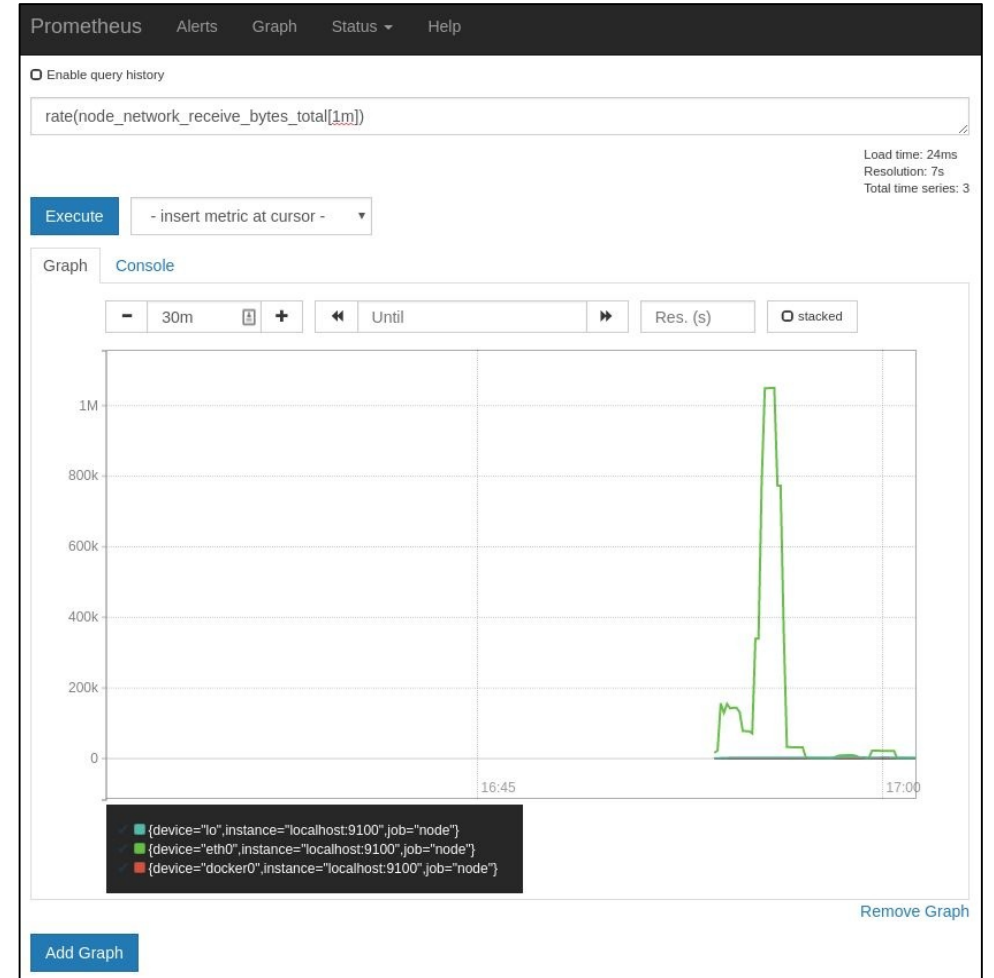 Prometheus Alerts Graph Status Help
Enable query history
rate(node_network_receive_bytes_total[1m])
Load time: 24ms
Resolution: 7s
Total time series: 3
Execute - insert metric at cursor -
Graph Console
- 30m + Until Res. (s) stacked
1M
800k
600k
400k
200k
0
16:45 17:00
{device="lo",instance="localhost:9100",job="node"}
{device="eth0",instance="localhost:9100",job="node"}
{device="docker0",instance="localhost:9100",job="node"}
Remove Graph
Add Graph